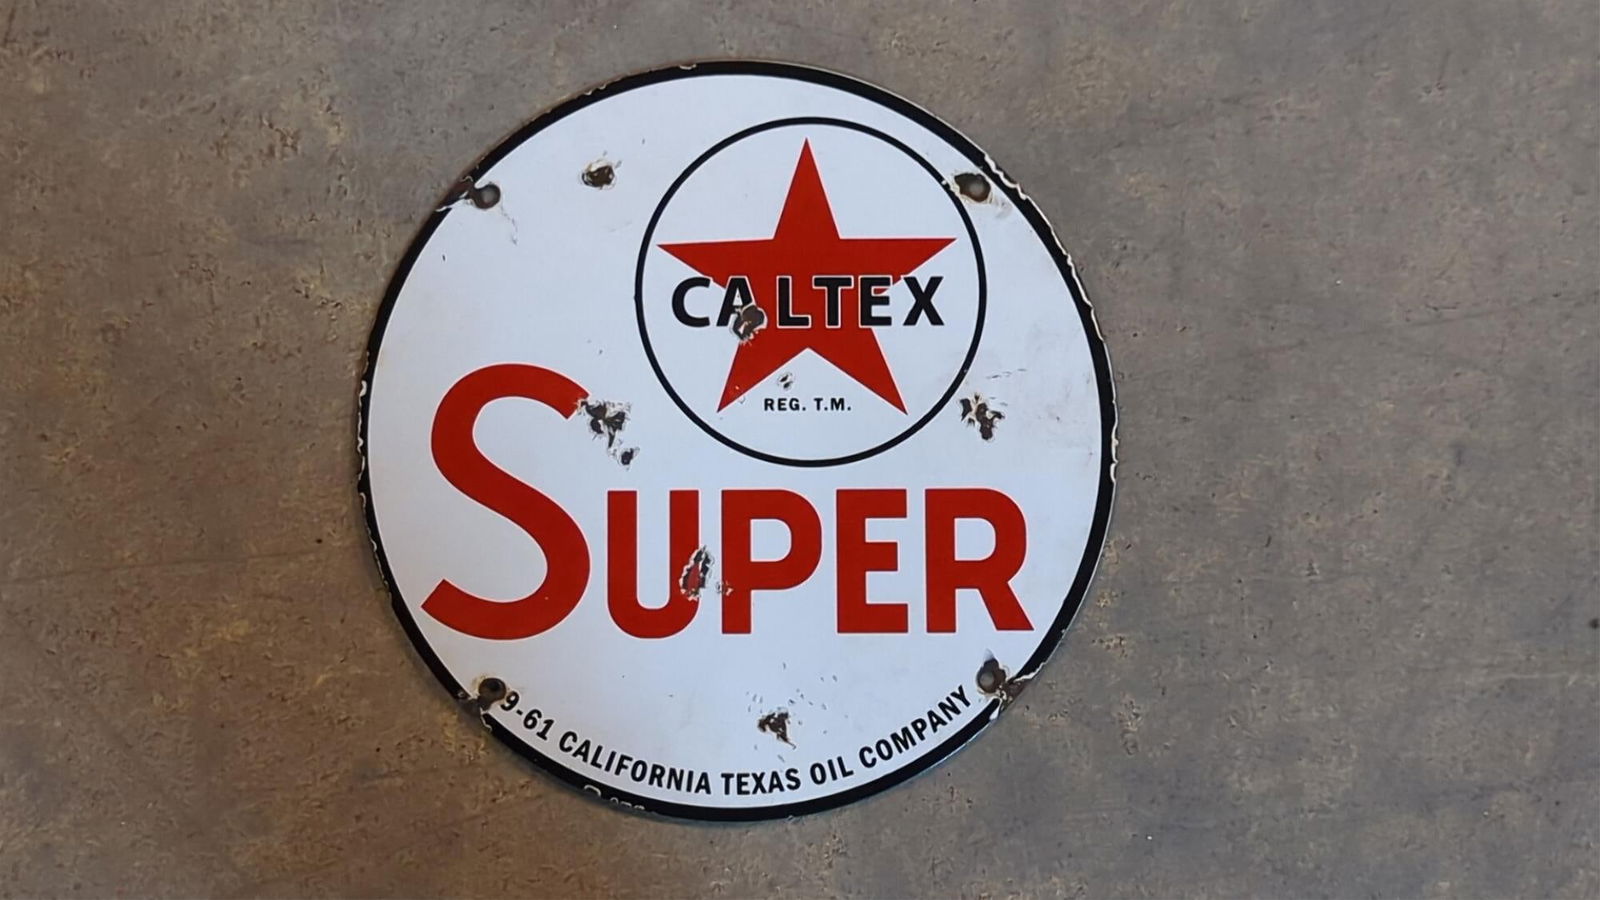 CALTEX
REG. T.M.
SUPER
9-61 CALIFORNIA TEXAS OIL COMPANY